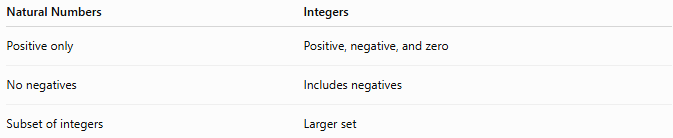 Natural Numbers Integers
Positive only Positive, negative, and zero
No negatives Includes negatives
Subset of integers Larger set